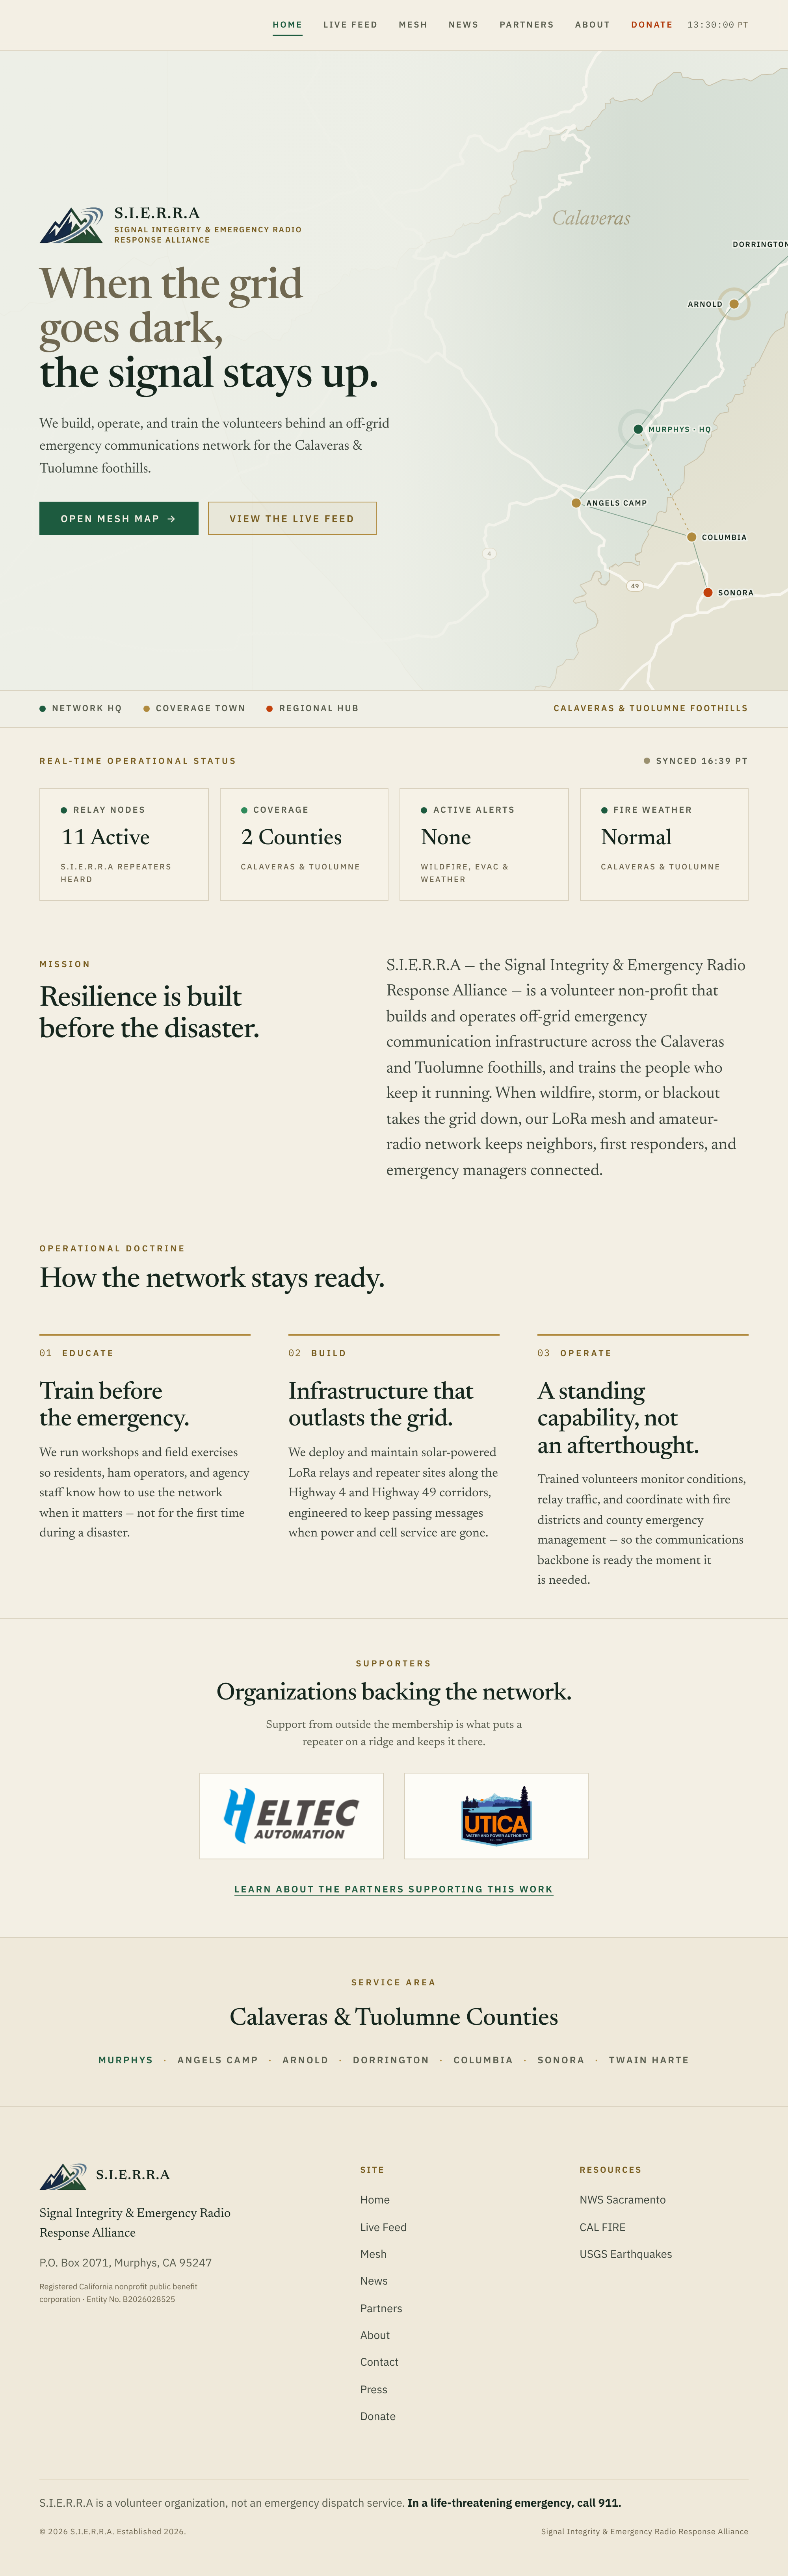 HOME LIVE FEED MESH NEWS PARTNERS ABOUT DONATE 13:30:00 PT
Calaveras
DORRINGTON
ARNOLD
MURPHYS · HQ
ANGELS CAMP
COLUMBIA
4
49
SONORA
S.I.E.R.R.A
SIGNAL INTEGRITY & EMERGENCY RADIO
RESPONSE ALLIANCE
When the grid
goes dark,
the signal stays up.
We build, operate, and train the volunteers behind an off-grid
emergency communications network for the Calaveras &
Tuolumne foothills.
OPEN MESH MAP →
VIEW THE LIVE FEED
NETWORK HQ COVERAGE TOWN REGIONAL HUB
CALAVERAS & TUOLUMNE FOOTHILLS
REAL-TIME OPERATIONAL STATUS
SYNCED 16:39 PT
RELAY NODES
11 Active
S.I.E.R.R.A REPEATERS
HEARD
COVERAGE
2 Counties
CALAVERAS & TUOLUMNE
ACTIVE ALERTS
None
WILDFIRE, EVAC &
WEATHER
FIRE WEATHER
Normal
CALAVERAS & TUOLUMNE
MISSION
Resilience is built
before the disaster.
S.I.E.R.R.A — the Signal Integrity & Emergency Radio
Response Alliance — is a volunteer non-profit that
builds and operates off-grid emergency
communication infrastructure across the Calaveras
and Tuolumne foothills, and trains the people who
keep it running. When wildfire, storm, or blackout
takes the grid down, our LoRa mesh and amateur-
radio network keeps neighbors, first responders, and
emergency managers connected.
OPERATIONAL DOCTRINE
How the network stays ready.
01 EDUCATE
Train before
the emergency.
We run workshops and field exercises
so residents, ham operators, and agency
staff know how to use the network
when it matters — not for the first time
during a disaster.
02 BUILD
Infrastructure that
outlasts the grid.
We deploy and maintain solar-powered
LoRa relays and repeater sites along the
Highway 4 and Highway 49 corridors,
engineered to keep passing messages
when power and cell service are gone.
03 OPERATE
A standing
capability, not
an afterthought.
Trained volunteers monitor conditions,
relay traffic, and coordinate with fire
districts and county emergency
management — so the communications
backbone is ready the moment it
is needed.
SUPPORTERS
Organizations backing the network.
Support from outside the membership is what puts a
repeater on a ridge and keeps it there.
HELTEC
AUTOMATION
UTICA
WATER AND POWER AUTHORITY
LEARN ABOUT THE PARTNERS SUPPORTING THIS WORK
SERVICE AREA
Calaveras & Tuolumne Counties
MURPHYS · ANGELS CAMP · ARNOLD · DORRINGTON · COLUMBIA · SONORA · TWAIN HARTE
S.I.E.R.R.A
Signal Integrity & Emergency Radio
Response Alliance
P.O. Box 2071, Murphys, CA 95247
Registered California nonprofit public benefit
corporation · Entity No. B2026028525
SITE
Home
Live Feed
Mesh
News
Partners
About
Contact
Press
Donate
RESOURCES
NWS Sacramento
CAL FIRE
USGS Earthquakes
S.I.E.R.R.A is a volunteer organization, not an emergency dispatch service. In a life-threatening emergency, call 911.
© 2026 S.I.E.R.R.A. Established 2026.
Signal Integrity & Emergency Radio Response Alliance